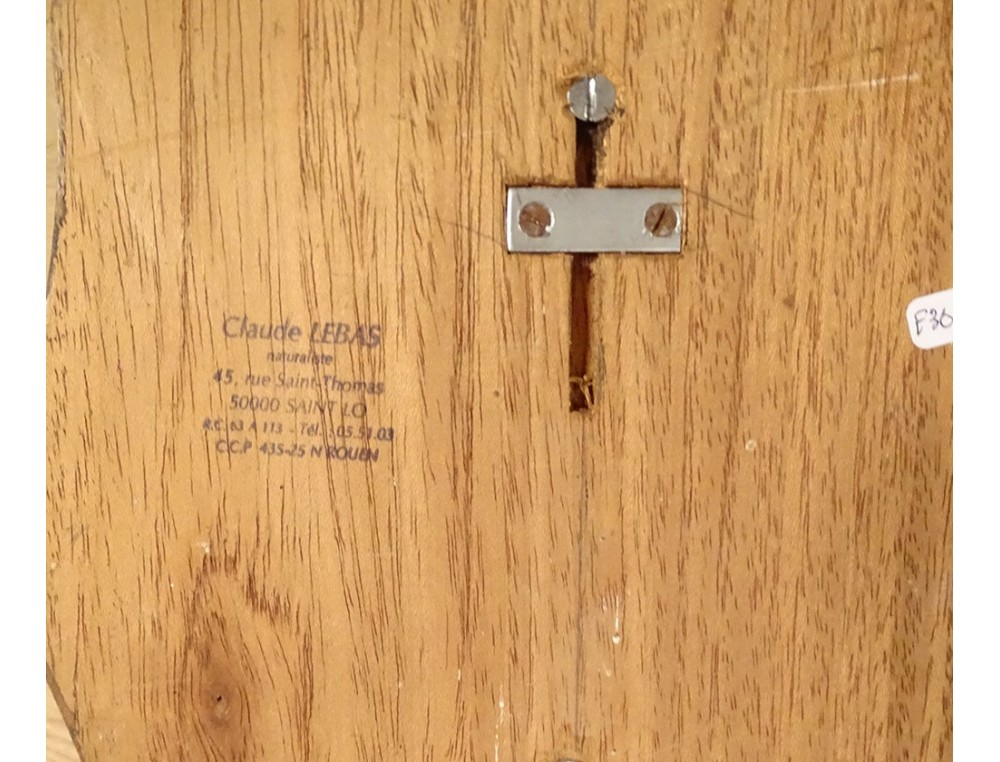 Claude LEBAS
naturaliste
45, rue Saint-Thomas
50000 SAINT LO
R.C. 63 A 113 - Tél. : 05.51.03
C.C.P 435-25 N ROUEN